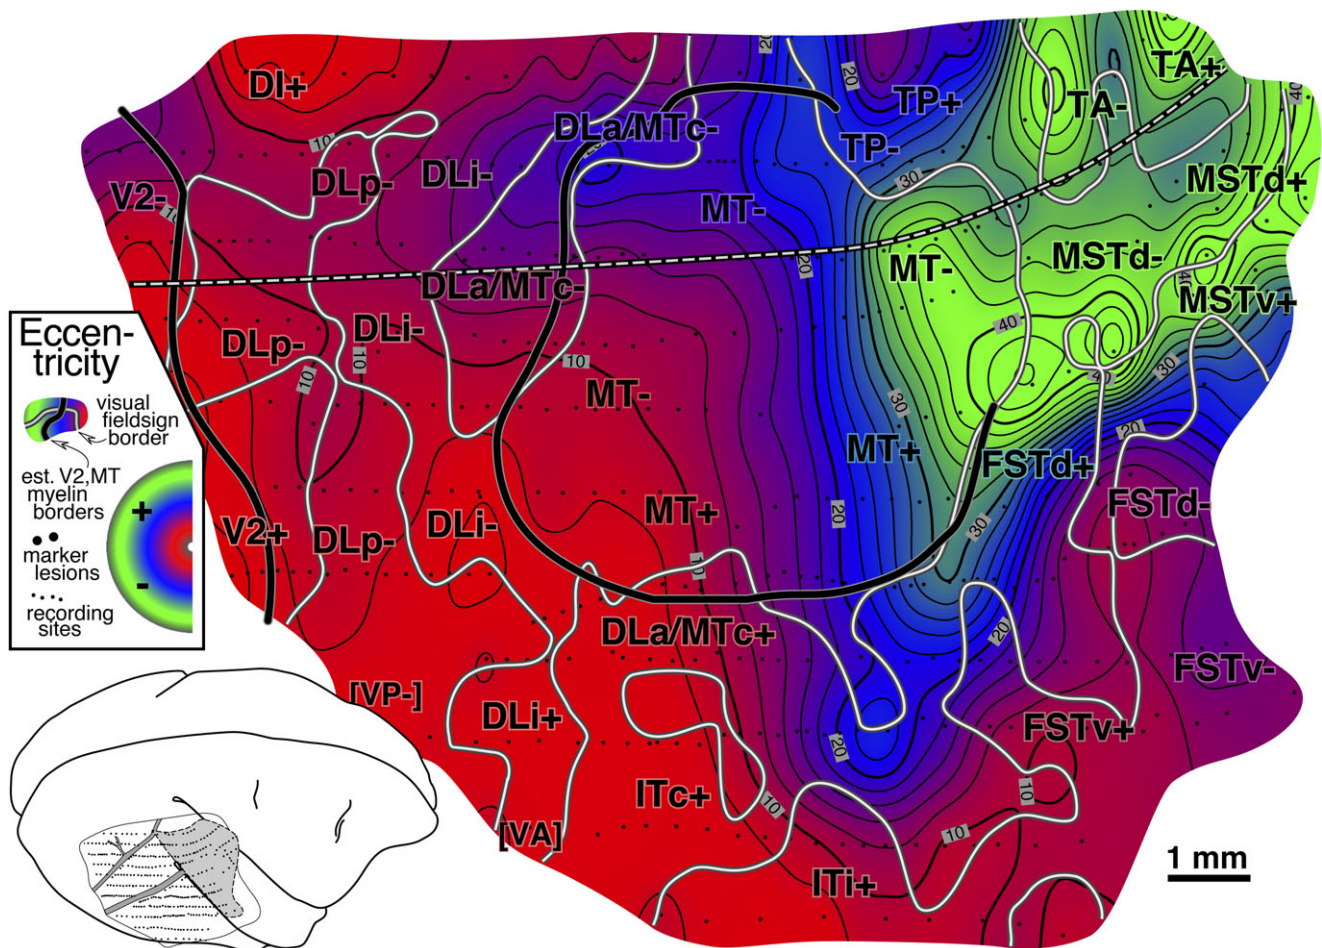 DI+
TP+
TA-
TA+
DLa/MTc-
TP-
V2-
DLp-
DLi-
MT-
MSTd+
MT-
MSTd-
MSTv+
DLa/MTc-
DLp-
DLi-
MT-
MT+
FSTd+
FSTd-
V2+
DLp-
DLi-
MT+
DLa/MTc+
FSTv-
[VP-]
DLi+
FSTv+
ITc+
[VA]
ITi+
20
20
40
10
10
30
20
40
40
10
10
10
30
40
30
20
20
30
10
20
20
10
10
10
Eccen-
tricity
visual
fieldsign
border
est. V2,MT
myelin
borders
marker
lesions
recording
sites
+
-
1 mm